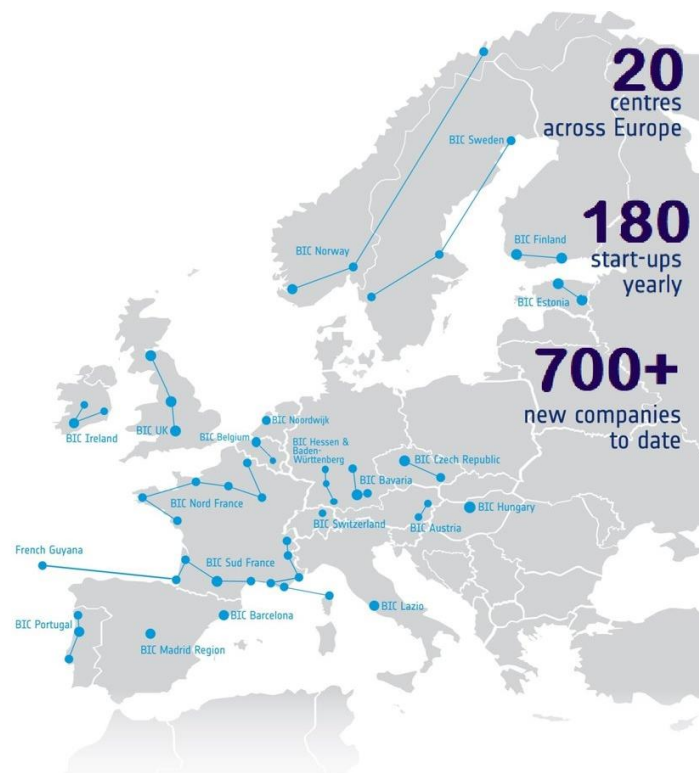 20
centres
across Europe
BIC Sweden
180
start-ups
yearly
BIC Norway
BIC Finland
BIC Estonia
700+
new companies
to date
BIC Ireland
BIC UK
BIC Noordwijk
BIC Belgium
BIC Hessen &
Baden-
Württenberg
BIC Czech Republic
BIC Bavaria
BIC Nord France
BIC Hungary
BIC Switzerland
BIC Austria
French Guyana
BIC Sud France
BIC Lazio
BIC Barcelona
BIC Portugal
BIC Madrid Region